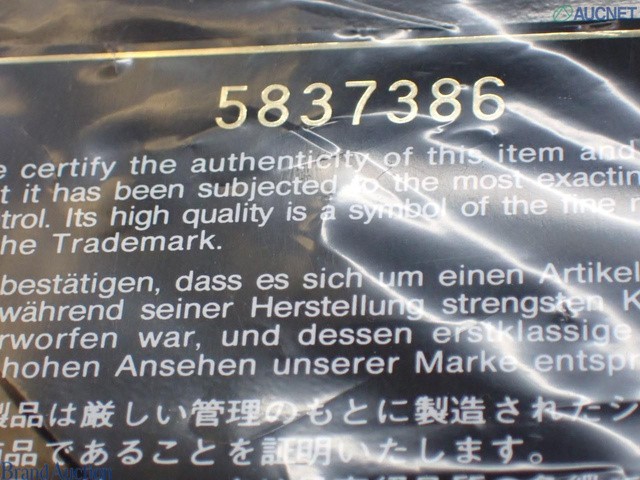 AUCNET
5837386
e certify the authenticity of this item and
t it has been subjected to the most exactin
trol. Its high quality is a symbol of the fine
he Trademark.
bestätigen, dass es sich um einen Artikel
während seiner Herstellung strengsten K
rworfen war, und dessen erstklassige
hohen Ansehen unserer Marke entspr
製品は厳しい管理のもとに製造されたシ
商品であることを証明いたします。
Brand Auction